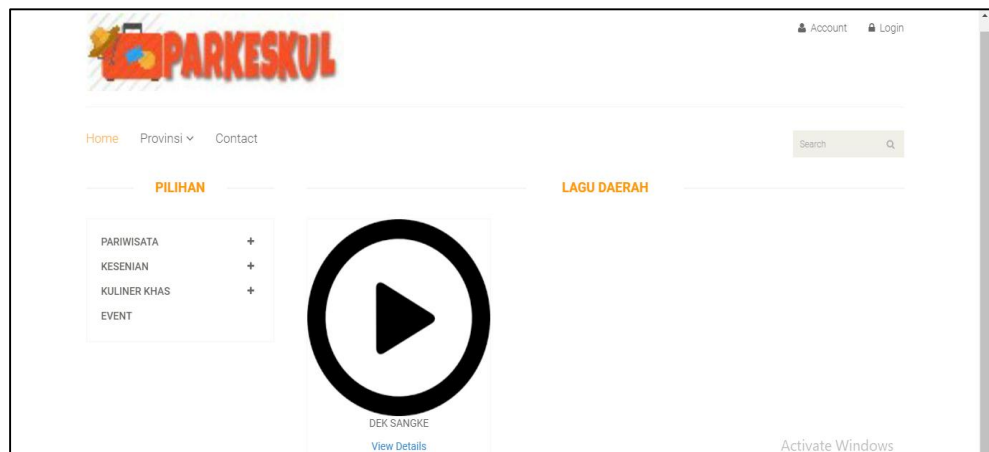 PARKESKUL
Account Login
Home Provinsi Contact
Search
PILIHAN
LAGU DAERAH
PARIWISATA +
KESENIAN +
KULINER KHAS +
EVENT
DEK SANGKE
View Details
Activate Windows